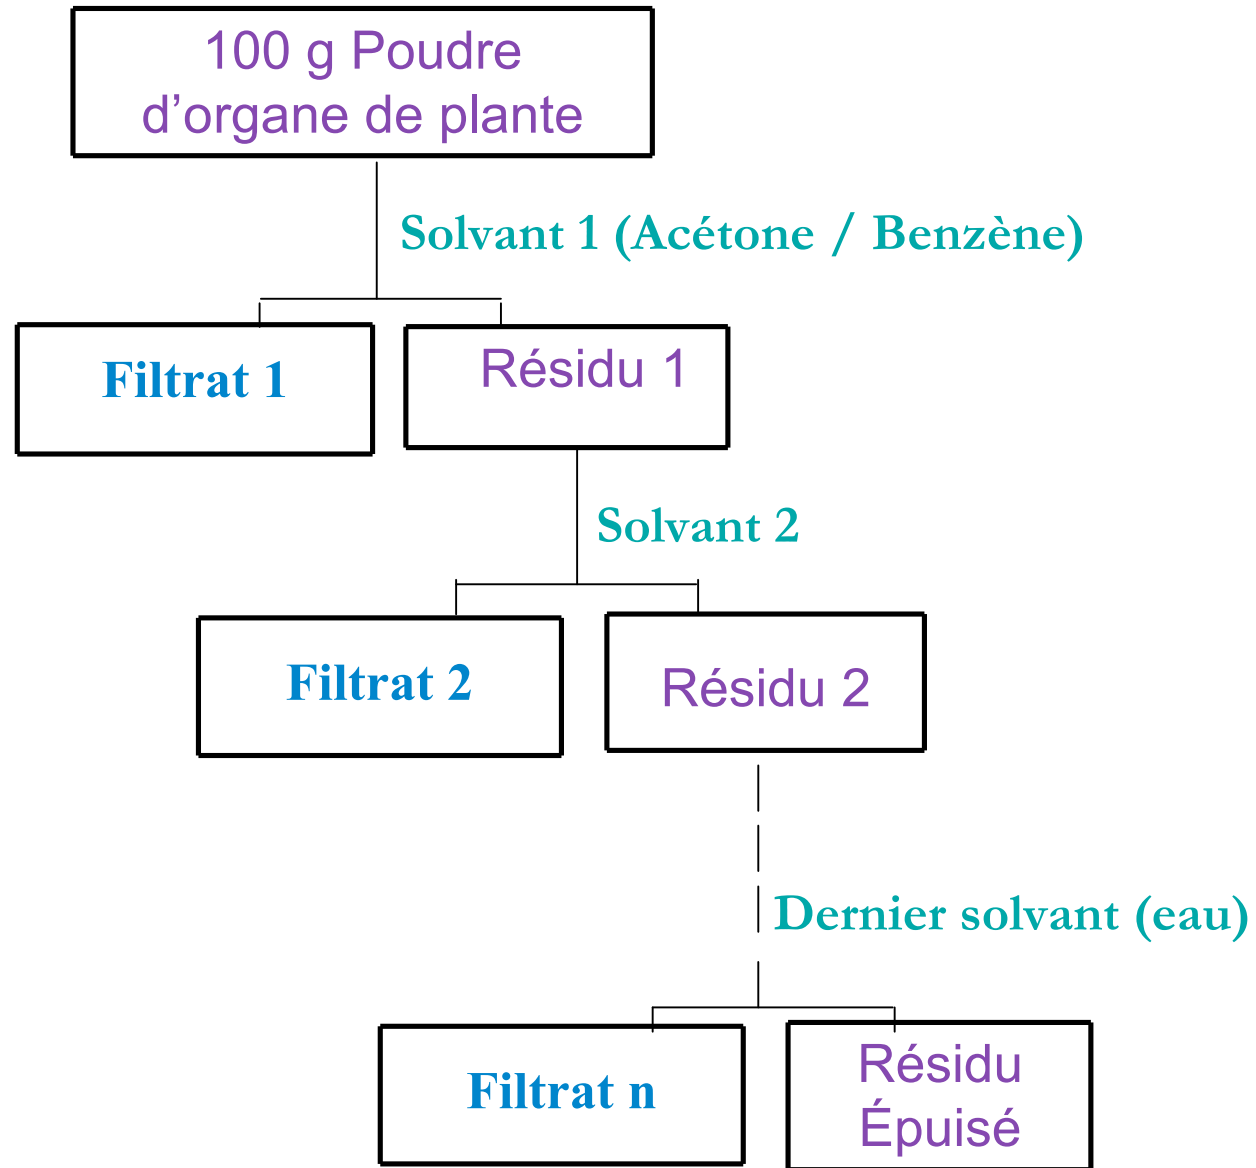 100 g Poudre
d’organe de plante
Solvant 1 (Acétone / Benzène)
Filtrat 1
Résidu 1
Solvant 2
Filtrat 2
Résidu 2
Dernier solvant (eau)
Filtrat n
Résidu
Épuisé